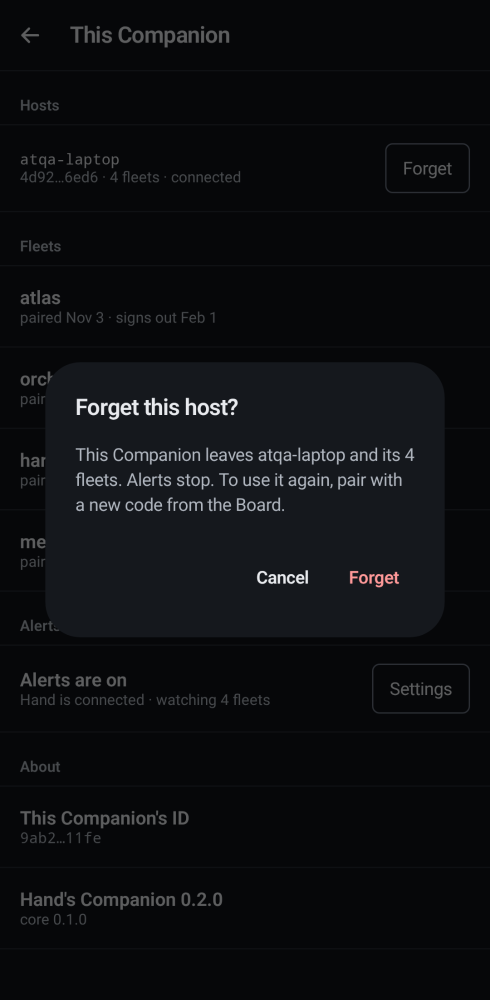 This Companion
Hosts
atqa-laptop
4d92…6ed6 · 4 fleets · connected
Forget
Fleets
atlas
paired Nov 3 · signs out Feb 1
Forget this host?
This Companion leaves atqa-laptop and its 4
fleets. Alerts stop. To use it again, pair with
a new code from the Board.
Cancel
Forget
Alerts
Alerts are on
Hand is connected · watching 4 fleets
Settings
About
This Companion's ID
9ab2…11fe
Hand's Companion 0.2.0
core 0.1.0